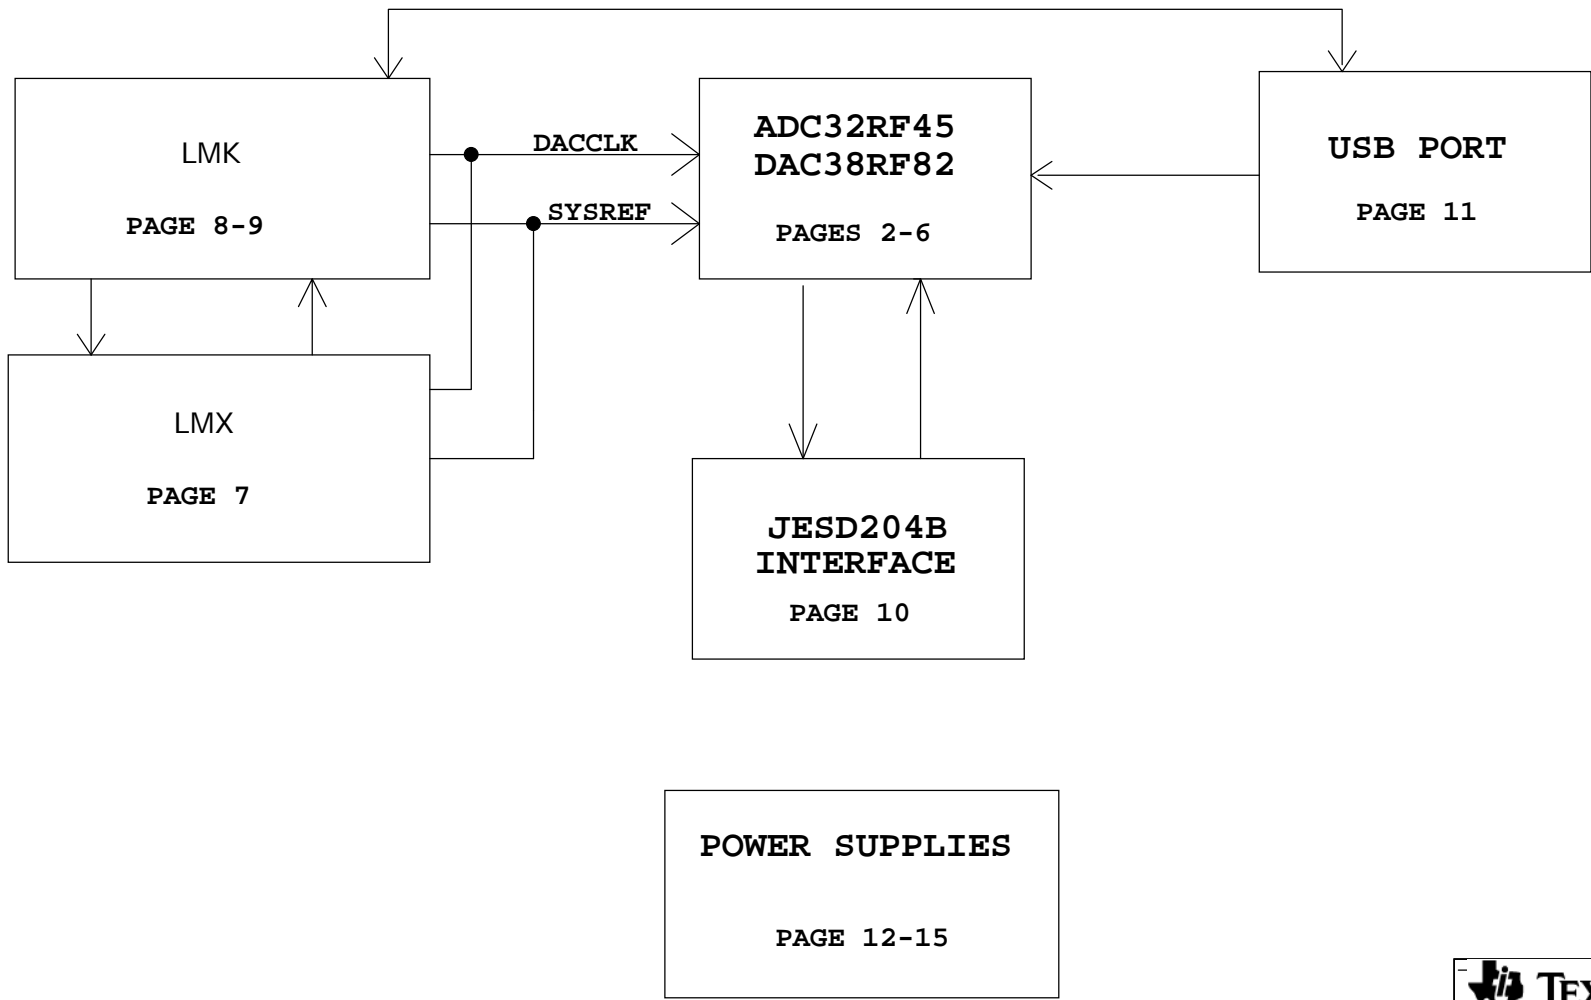 LMK
PAGE 8-9
DACCLK
SYSREF
ADC32RF45
DAC38RF82
PAGES 2-6
USB PORT
PAGE 11
LMX
PAGE 7
JESD204B
INTERFACE
PAGE 10
POWER SUPPLIES
PAGE 12-15